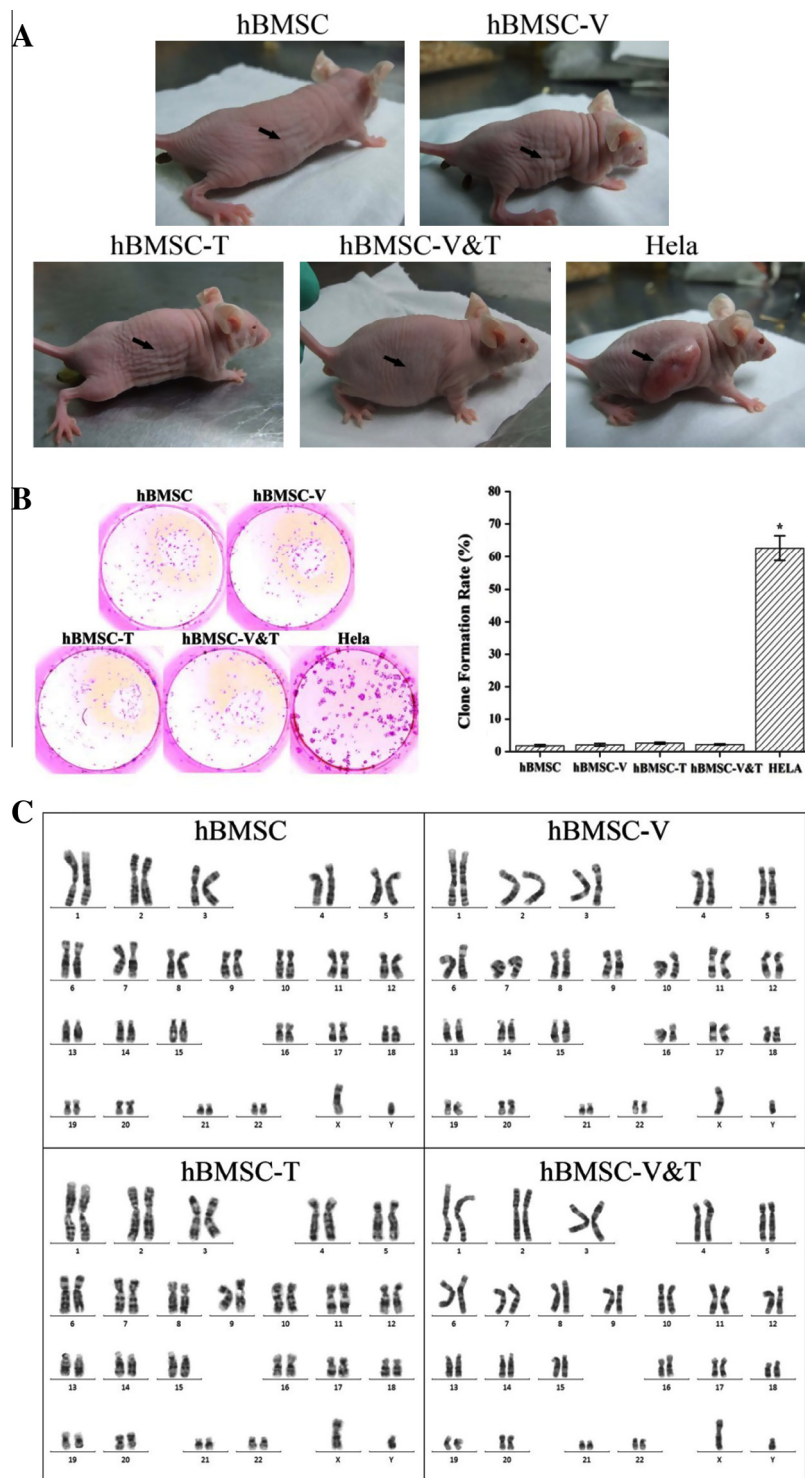 A
hBMSC
hBMSC-V
hBMSC-T
hBMSC-V&T
Hela
B
hBMSC
hBMSC-V
hBMSC-T
hBMSC-V&T
Hela
Clone Formation Rate (%)
80
70
60
50
40
30
20
10
0
*
hBMSC
hBMSC-V
hBMSC-T
hBMSC-V&T
HELA
C
hBMSC
1 2 3 4 5
6 7 8 9 10 11 12
13 14 15 16 17 18
19 20 21 22 X Y
hBMSC-V
1 2 3 4 5
6 7 8 9 10 11 12
13 14 15 16 17 18
19 20 21 22 X Y
hBMSC-T
1 2 3 4 5
6 7 8 9 10 11 12
13 14 15 16 17 18
19 20 21 22 X Y
hBMSC-V&T
1 2 3 4 5
6 7 8 9 10 11 12
13 14 15 16 17 18
19 20 21 22 X Y